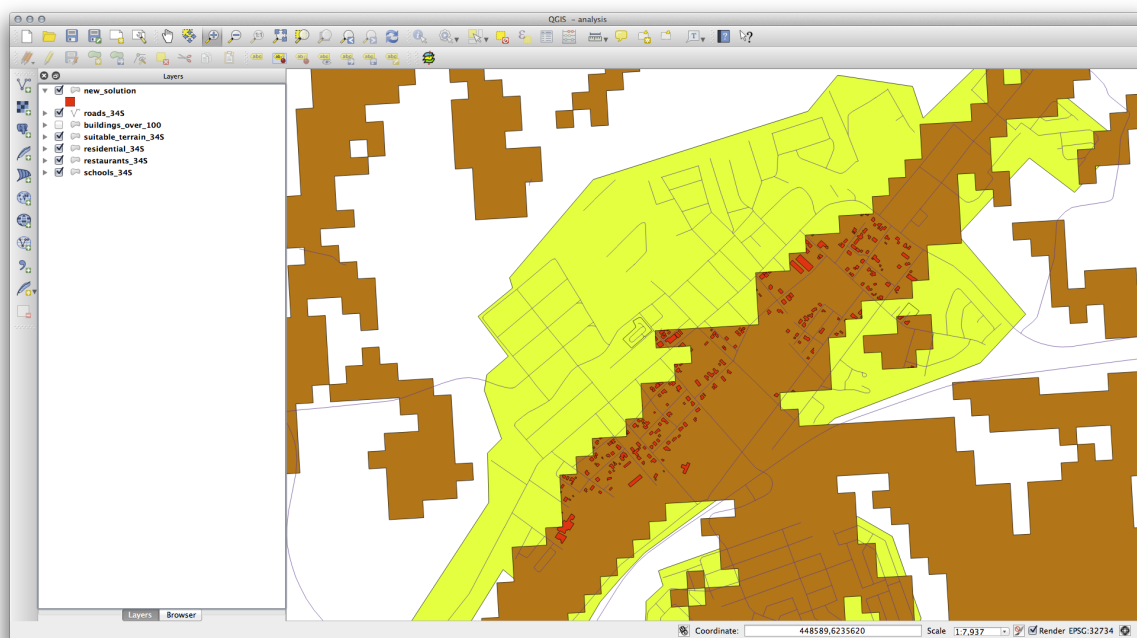 QGIS - analysis
Layers
new_solution
roads_34S
buildings_over_100
suitable_terrain_34S
residential_34S
restaurants_34S
schools_34S
Layers Browser
Coordinate: 448589,6235620 Scale 1:7,937 Render EPSG:32734